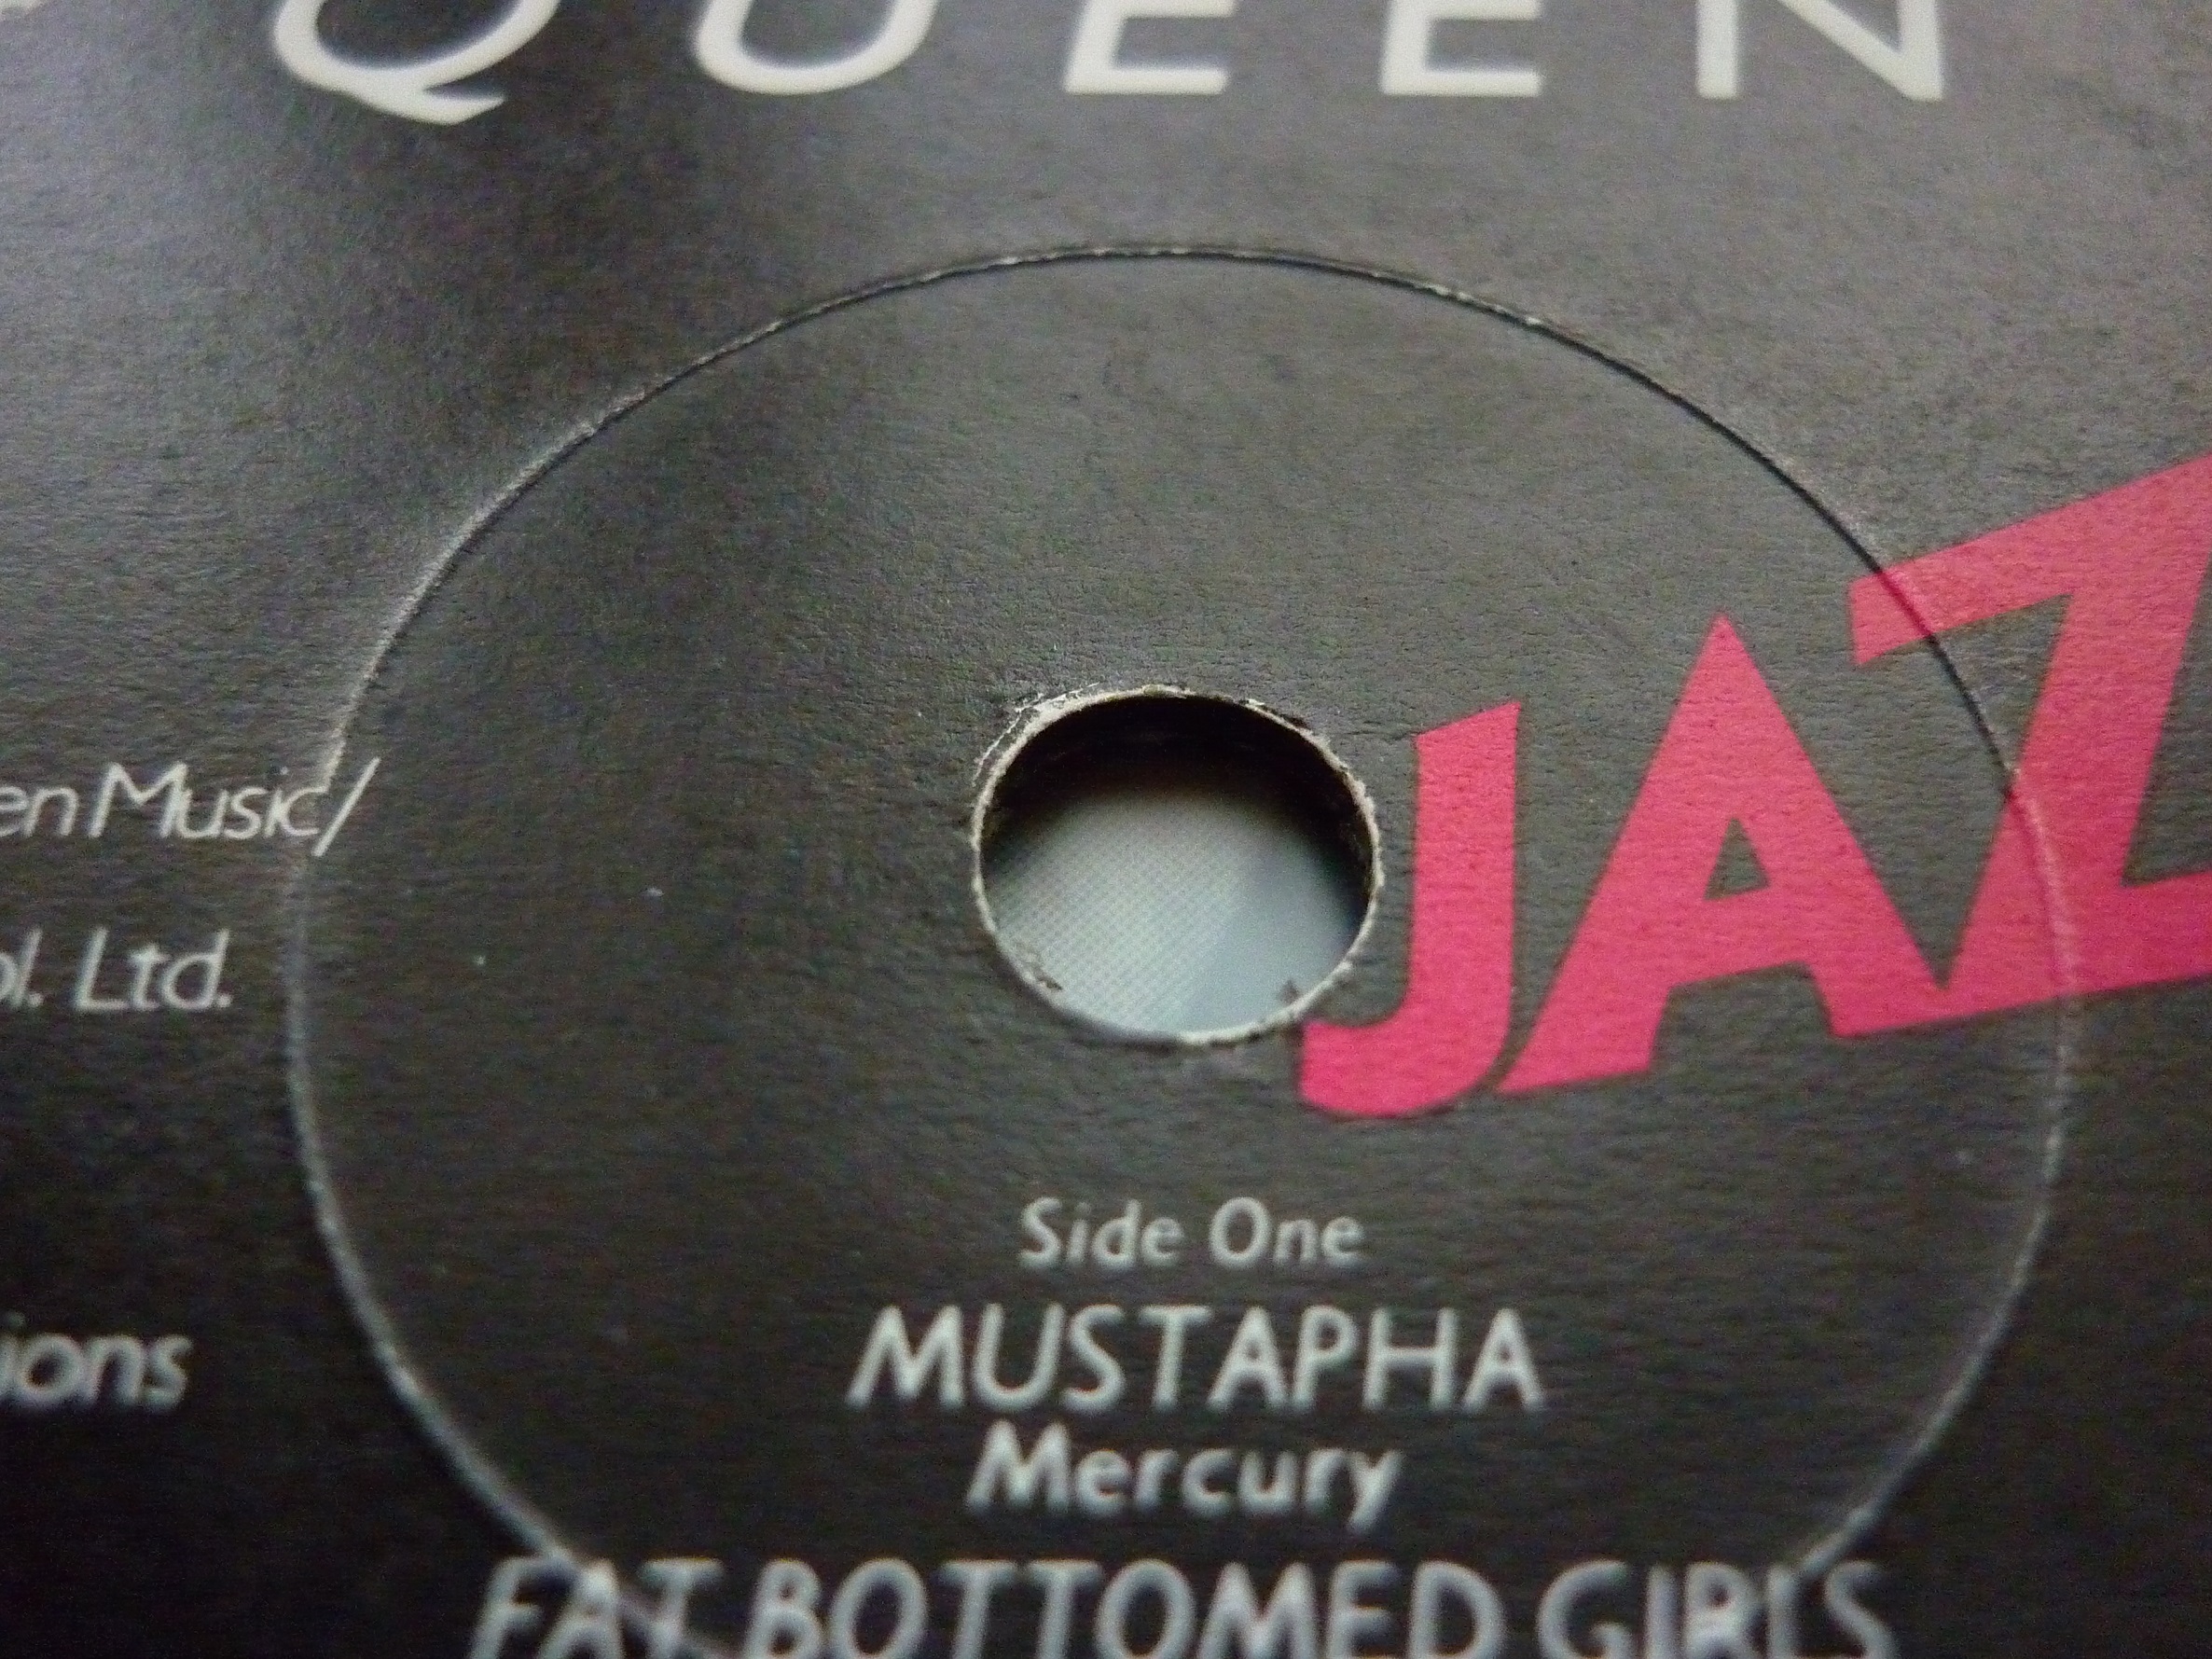 QUEEN
JAZ
en Music/
l. Ltd.
Side One
MUSTAPHA
ions
Mercury
FAT BOTTOMED GIRLS